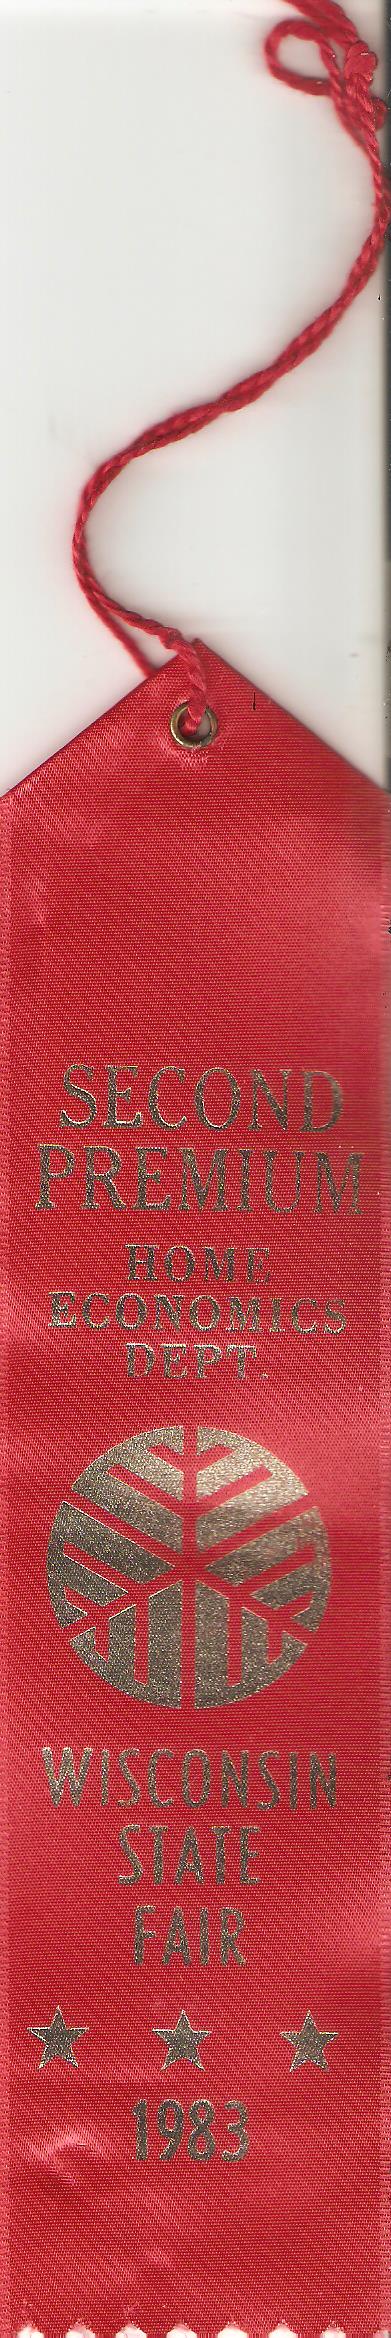 SECOND
PREMIUM
HOME
ECONOMICS
DEPT.
WISCONSIN
STATE
FAIR
1983